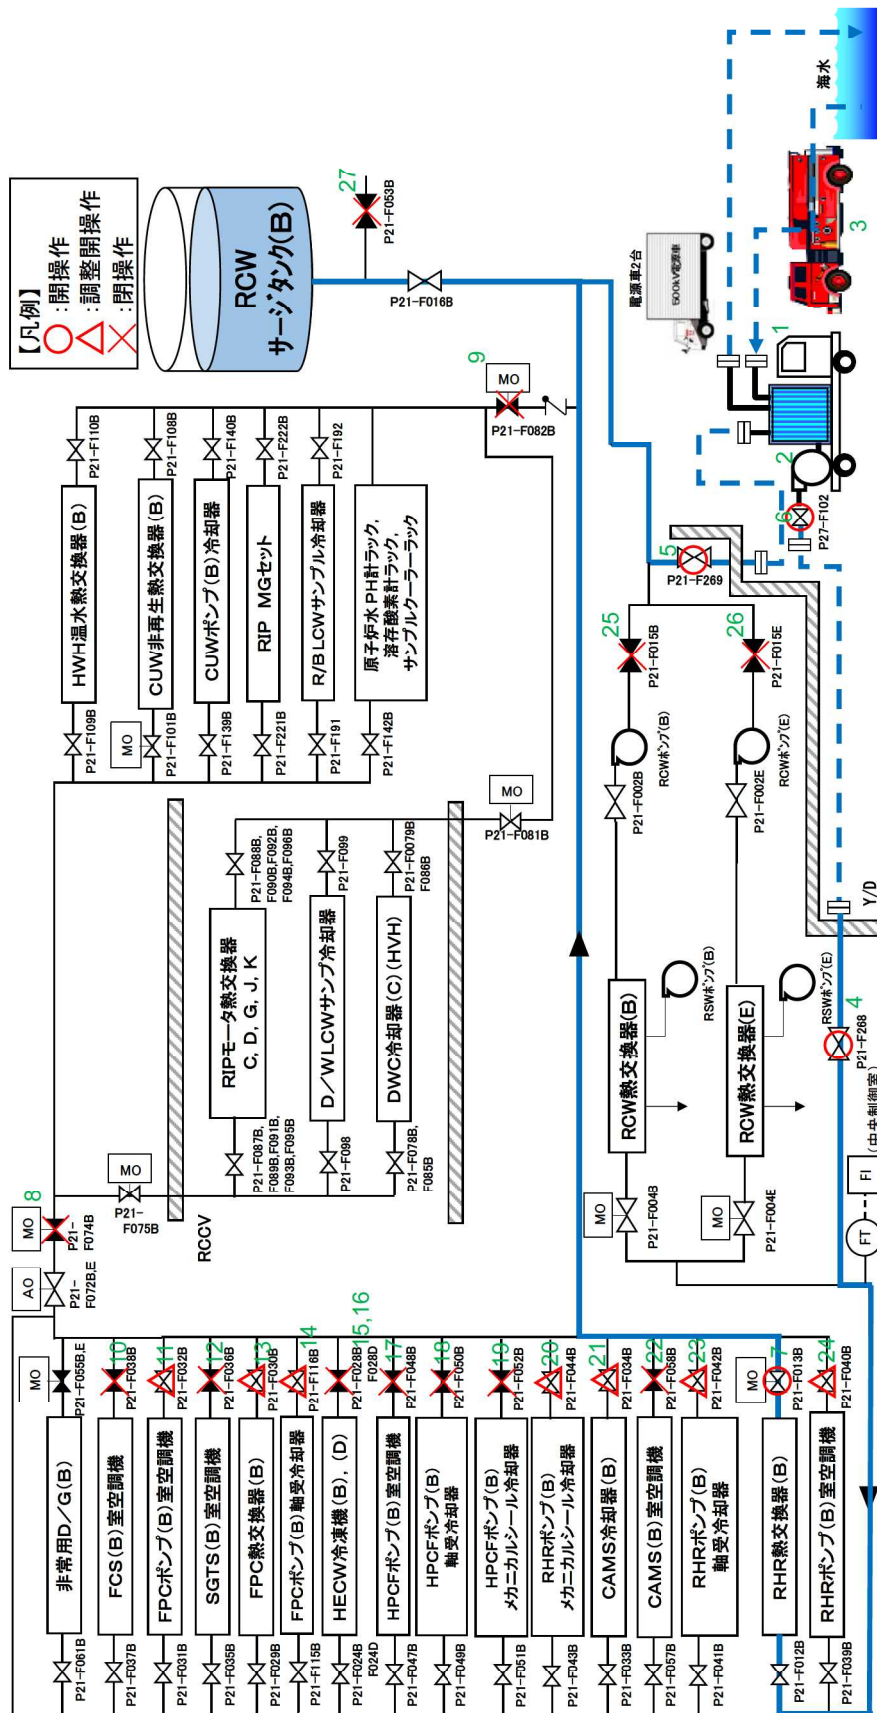 【凡例】
○:開操作
△:調整開操作
×:閉操作
RCW
サージタンク(B)
27
P21-F053B
P21-F016B
海水
3
電源車2台
500kV電源車
1
2
6
P27-F102
5
P21-F269
9
MO
P21-F082B
P21-F110B
HWH温水熱交換器(B)
P21-F109B
P21-F108B
CUW非再生熱交換器(B)
MO
P21-F101B
P21-F140B
CUWポンプ(B)冷却器
P21-F139B
P21-F222B
RIP MGセット
P21-F221B
P21-F192
R/B LCWサンプル冷却器
P21-F191
原子炉水 PH計ラック,
溶存酸素計ラック,
サンプルクーラーラック
P21-F142B
MO
P21-F081B
P21-F088B,
F090B,F092B,
F094B,F096B
RIPモータ熱交換器
C, D, G, J, K
P21-F087B,
F089B,F091B,
F093B,F095B
P21-F099
D/WLCWサンプ冷却器
P21-F098
P21-F0079B
F086B
DWC冷却器(C)(HVH)
P21-F078B,
F085B
RCCV
MO
P21-
F075B
8
MO
P21-
F074B
AO
P21-
F072B,E
25
P21-F015B
RCWポンプ(B)
P21-F002B
26
P21-F015E
RCWポンプ(E)
P21-F002E
RCW熱交換器(B)
RSWポンプ(B)
MO
P21-F004B
RCW熱交換器(E)
RSWポンプ(E)
MO
P21-F004E
Y/D
4
P21-F268
(中央制御室)
FI
FT
MO
P21-F055B,E
非常用D/G(B)
P21-F061B
10
P21-F038B
FCS(B)室空調機
P21-F037B
11
P21-F032B
FPCポンプ(B)室空調機
P21-F031B
12
P21-F036B
SGTS(B)室空調機
P21-F035B
13
P21-F030B
FPC熱交換器(B)
P21-F029B
14
P21-F116B
FPCポンプ(B)軸受冷却器
P21-F115B
15,16
P21-F028B
F028D
HECW冷凍機(B), (D)
P21-F024B
F024D
17
P21-F048B
HPCFポンプ(B)室空調機
P21-F047B
18
P21-F050B
HPCFポンプ(B)
軸受冷却器
P21-F049B
19
P21-F052B
HPCFポンプ(B)
メカニカルシール冷却器
P21-F051B
20
P21-F044B
RHRポンプ(B)
メカニカルシール冷却器
P21-F043B
21
P21-F034B
CAMS冷却器(B)
P21-F033B
22
P21-F058B
CAMS(B)室空調機
P21-F057B
23
P21-F042B
RHRポンプ(B)
軸受冷却器
P21-F041B
7
MO
P21-F013B
RHR熱交換器(B)
P21-F012B
24
P21-F040B
RHRポンプ(B)室空調機
P21-F039B